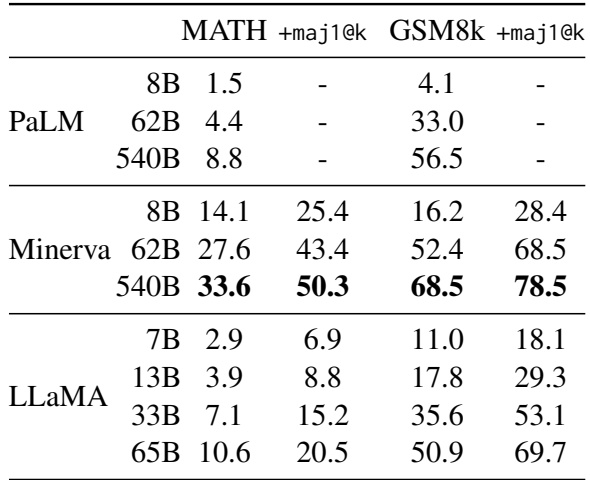 MATH +maj1@k GSM8k +maj1@k
8B 1.5 - 4.1 -
PaLM 62B 4.4 - 33.0 -
540B 8.8 - 56.5 -
8B 14.1 25.4 16.2 28.4
Minerva 62B 27.6 43.4 52.4 68.5
540B 33.6 50.3 68.5 78.5
7B 2.9 6.9 11.0 18.1
13B 3.9 8.8 17.8 29.3
LLaMA
33B 7.1 15.2 35.6 53.1
65B 10.6 20.5 50.9 69.7